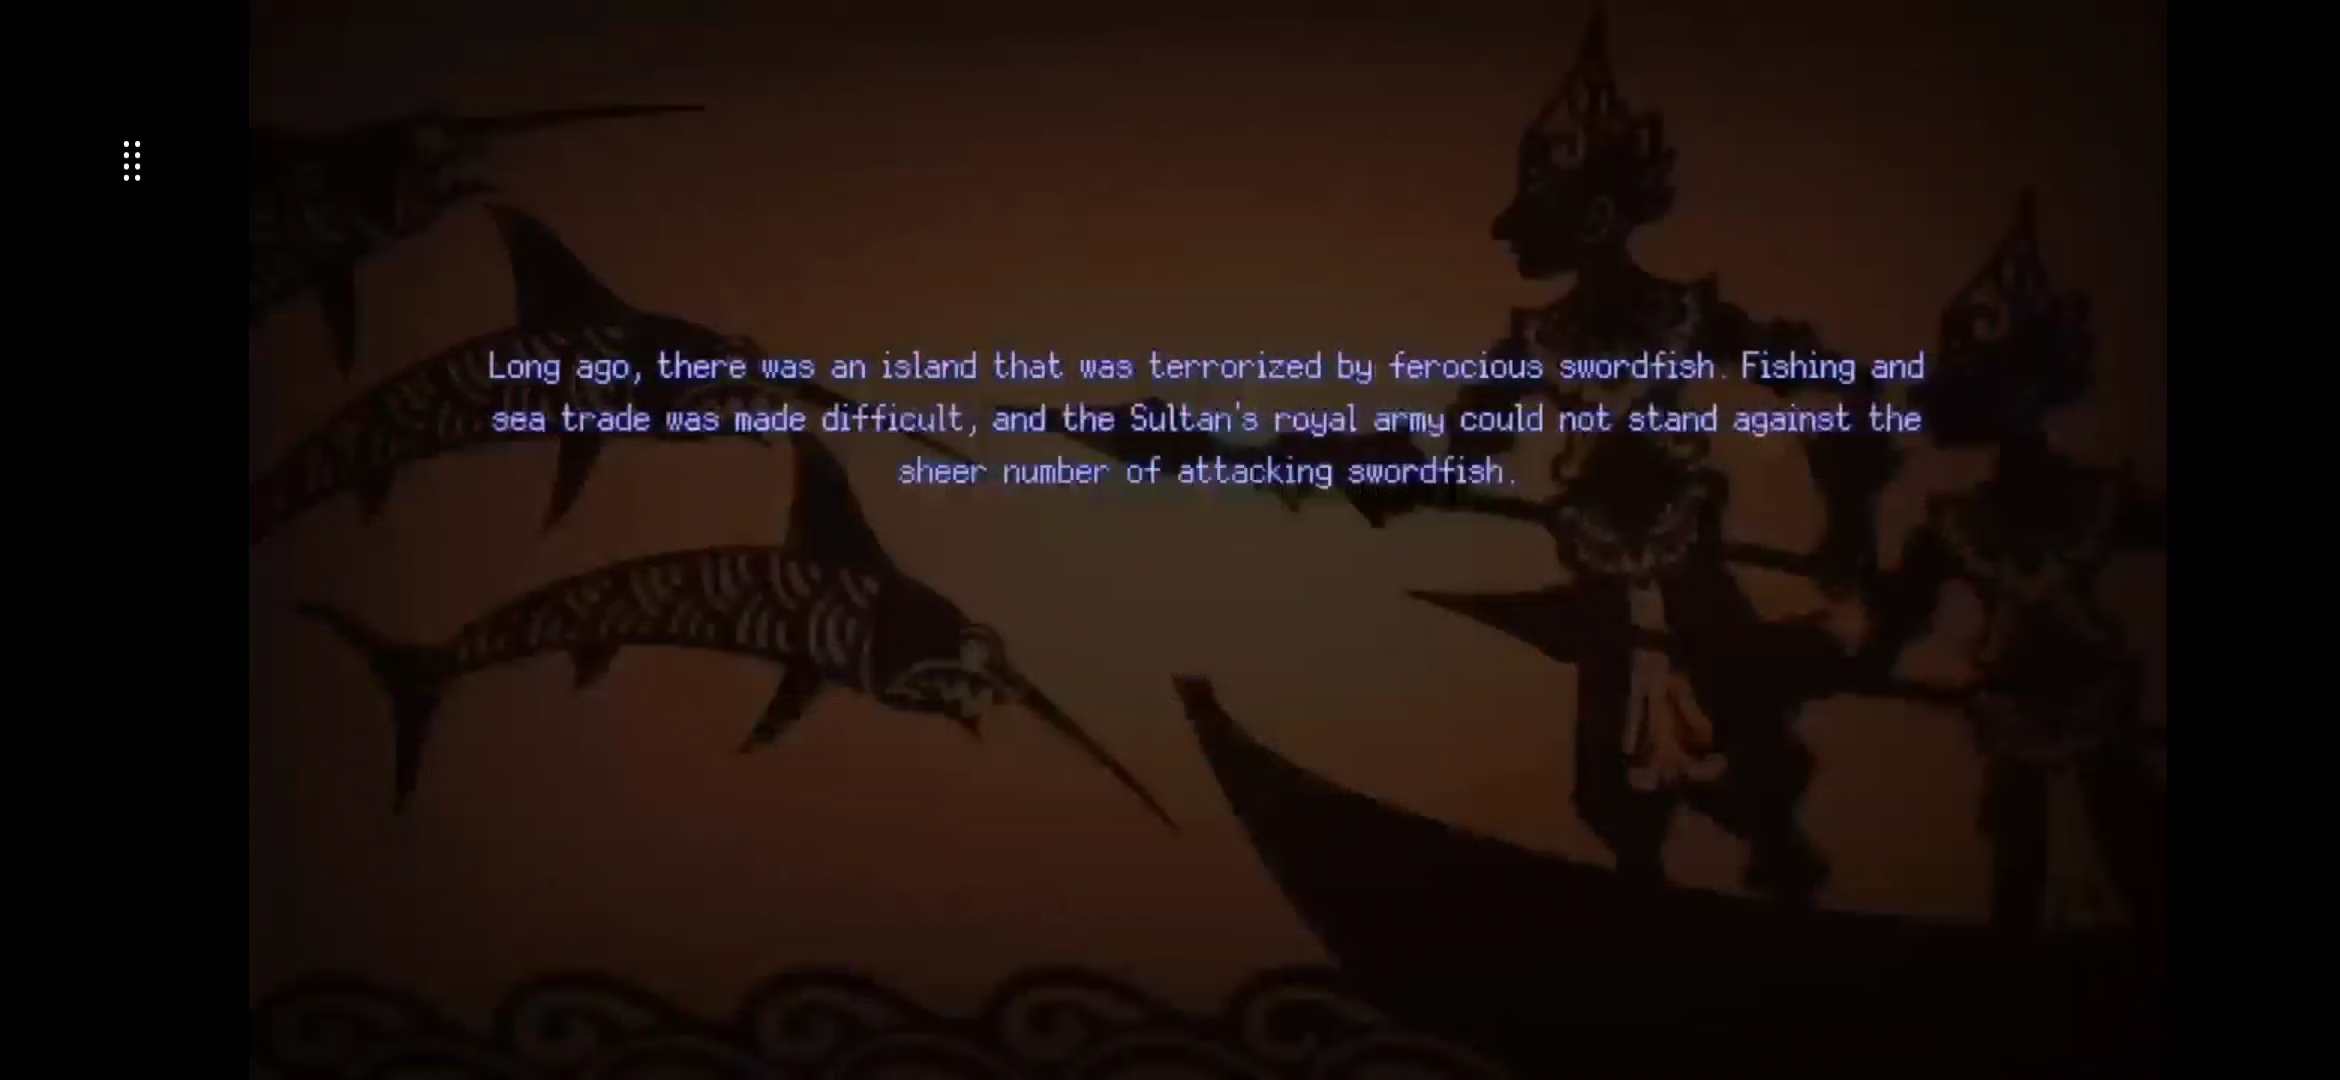 Long ago, there was an island that was terrorized by ferocious swordfish. Fishing and
sea trade was made difficult, and the Sultan's royal army could not stand against the
sheer number of attacking swordfish.